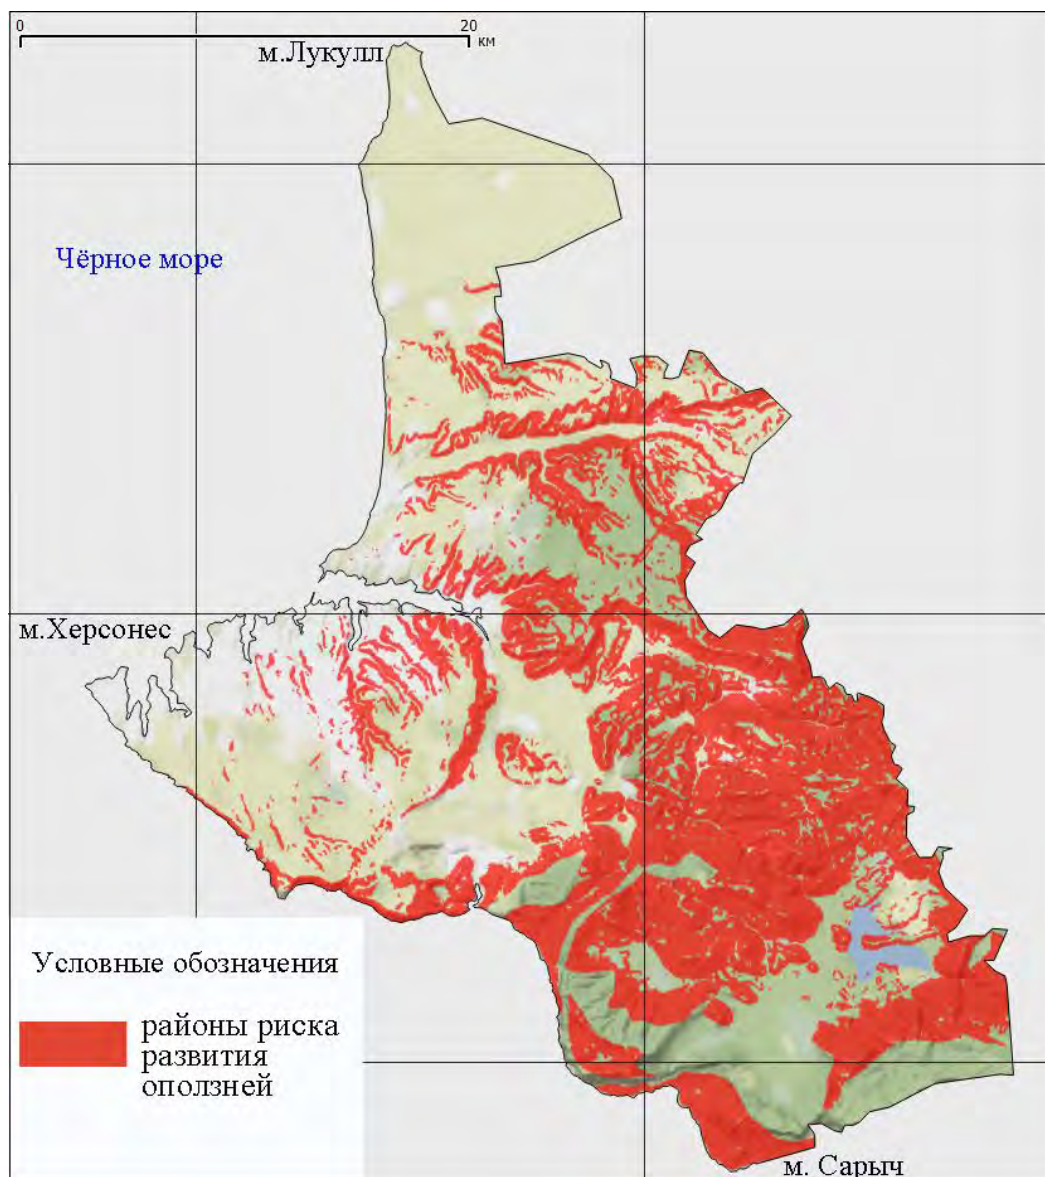 0 20
км
м.Лукулл
Чёрное море
м.Херсонес
Условные обозначения
районы риска
развития
оползней
м. Сарыч